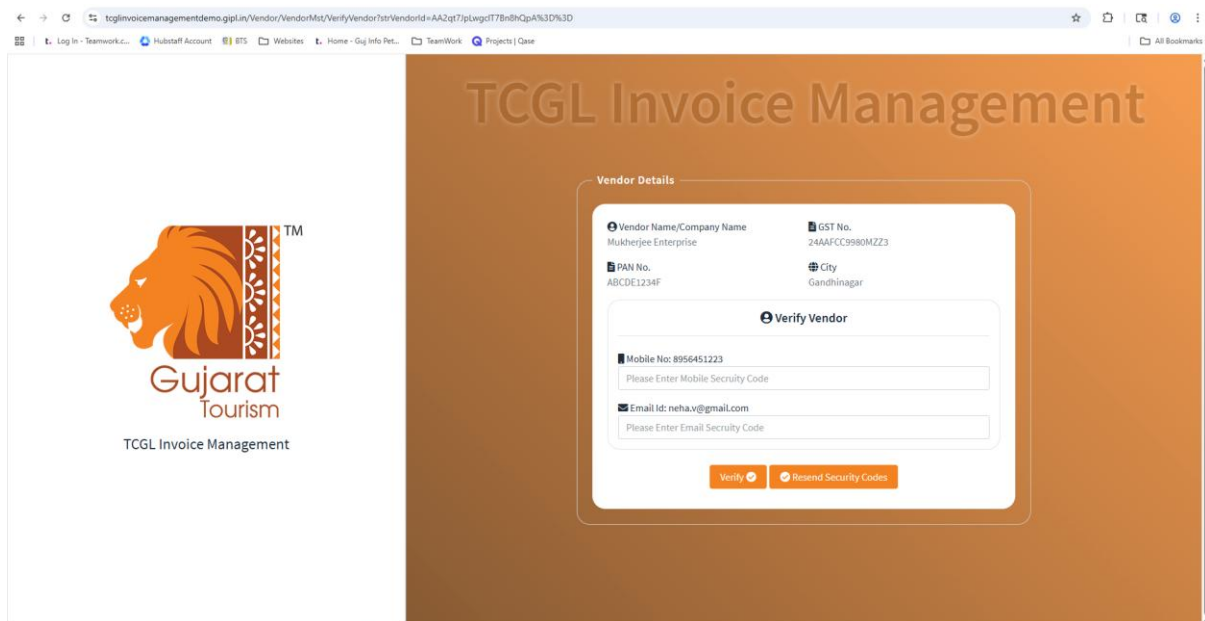 tcglinvoicemanagementdemo.gipl.in/Vendor/VendorMst/VerifyVendor?strVendorId=AA2qt7JpLwgclT7Bn8hQpA%3D%3D
Log In - Teamwork.c... Hubstaff Account BTS Websites Home - Guj Info Pet... TeamWork Projects | Qase All Bookmarks
TCGL Invoice Management
TM
Gujarat
Tourism
TCGL Invoice Management
Vendor Details
Vendor Name/Company Name GST No.
Mukherjee Enterprise 24AAFCC9980MZZ3
PAN No. City
ABCDE1234F Gandhinagar
Verify Vendor
Mobile No: 8956451223
Please Enter Mobile Secruity Code
Email Id: neha.v@gmail.com
Please Enter Email Secruity Code
Verify Resend Security Codes